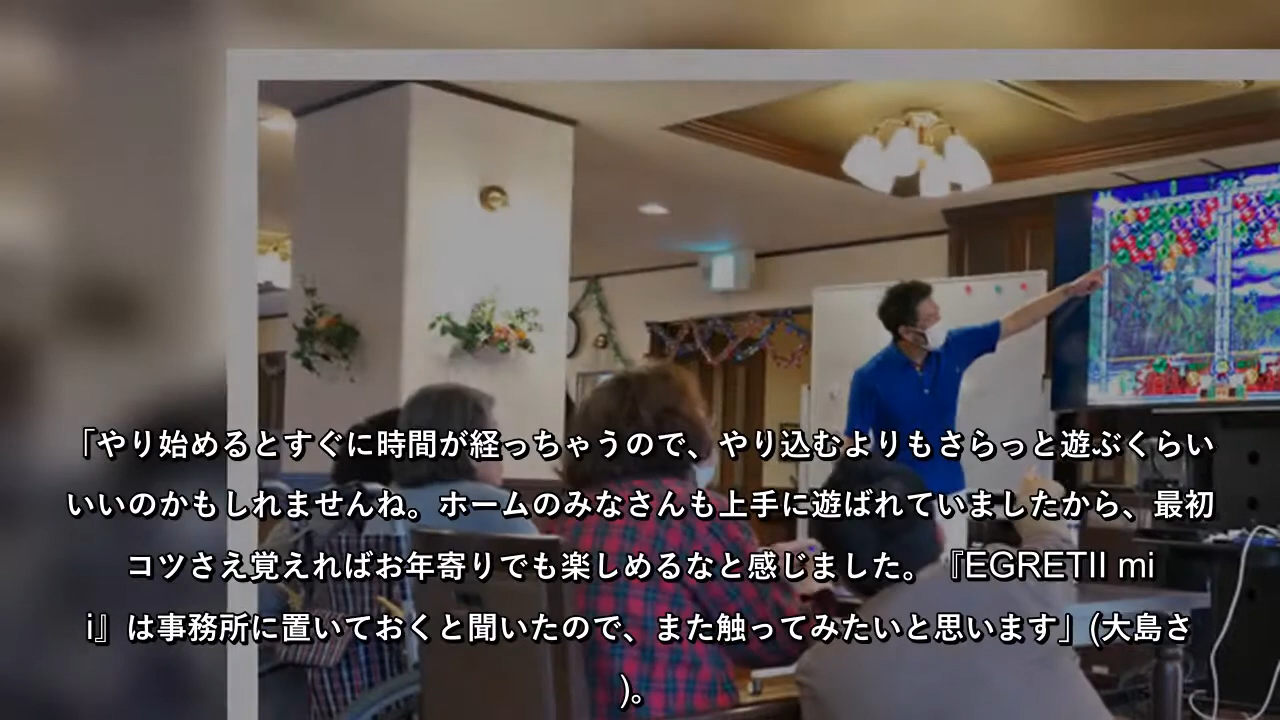 「やり始めるとすぐに時間が経っちゃうので、やり込むよりもさらっと遊ぶくらい
いいのかもしれませんね。ホームのみなさんも上手に遊ばれていましたから、最初
コツさえ覚えればお年寄りでも楽しめるなと感じました。『EGRETII mi
i』は事務所に置いておくと聞いたので、また触ってみたいと思います」(大島さ
)。